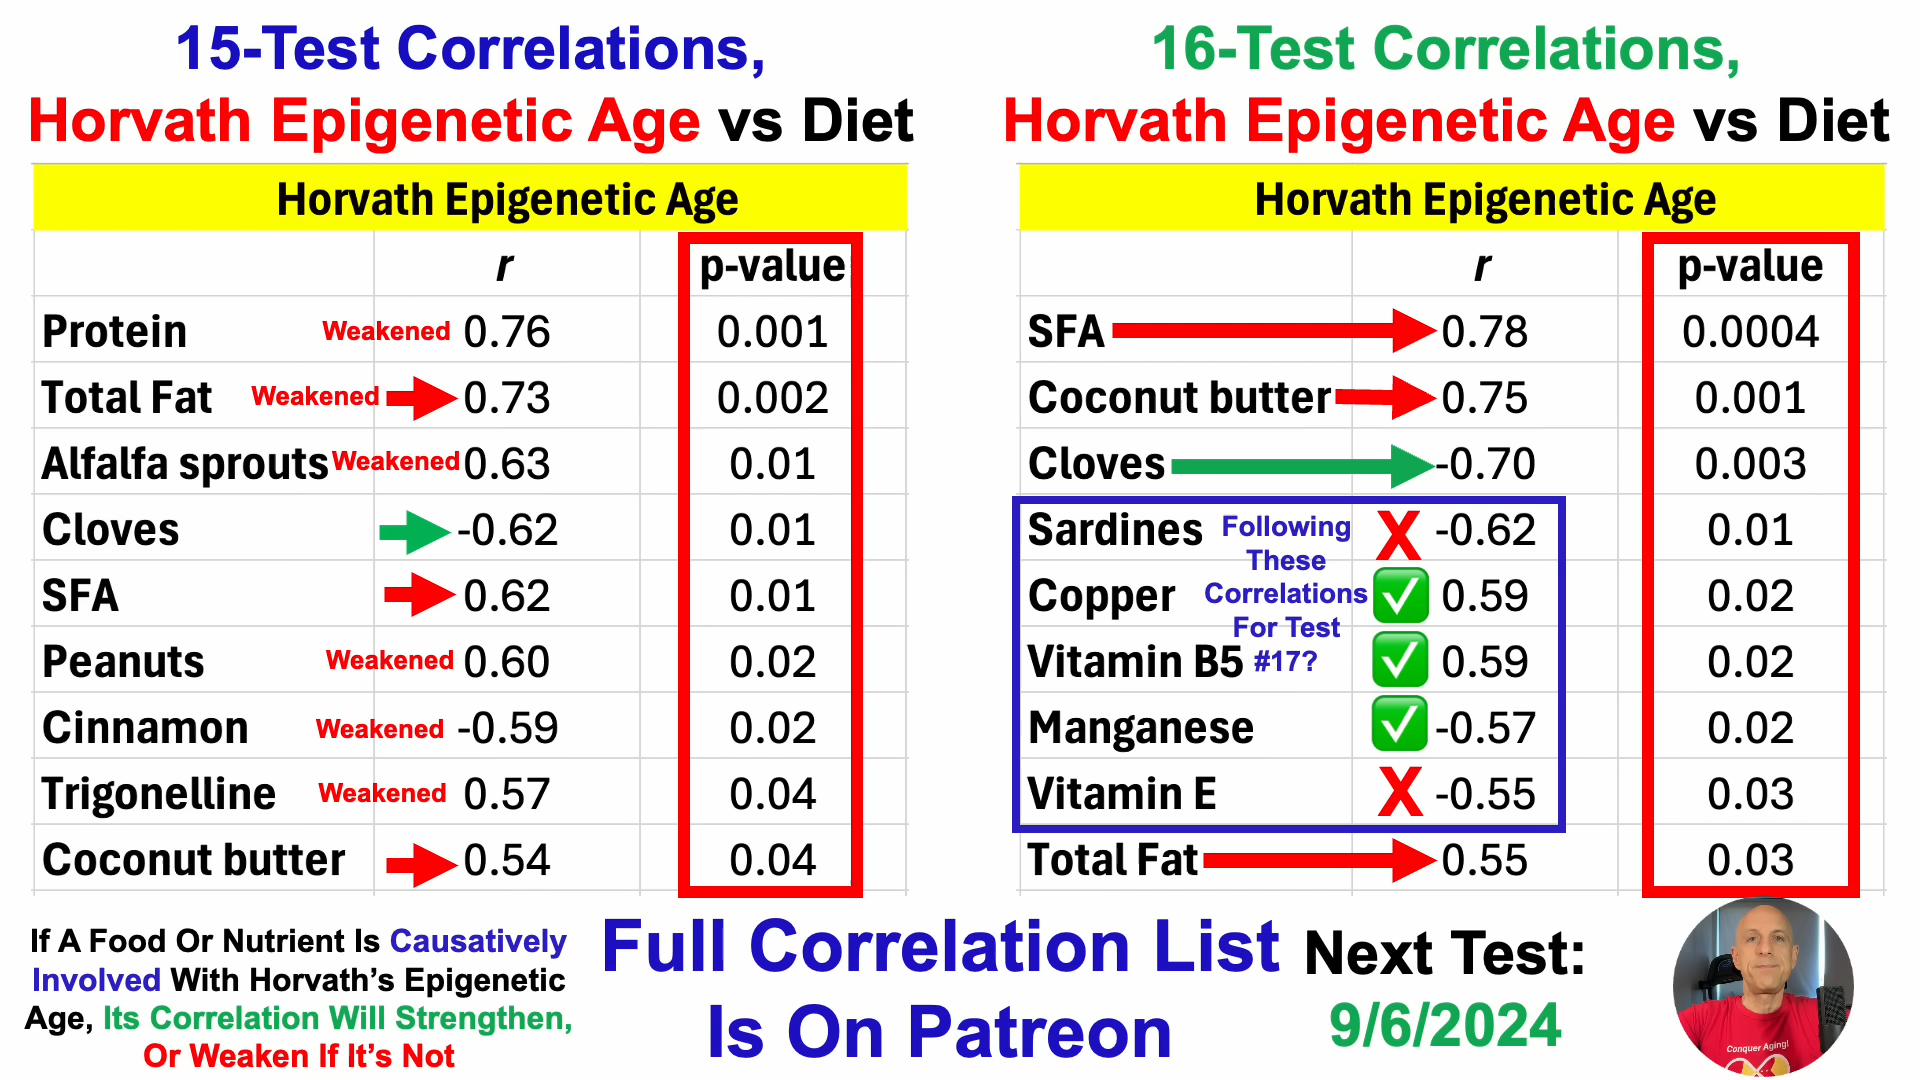 15-Test Correlations,
Horvath Epigenetic Age vs Diet
Horvath Epigenetic Age
r p-value
Protein Weakened 0.76 0.001
Total Fat Weakened 0.73 0.002
Alfalfa sprouts Weakened 0.63 0.01
Cloves -0.62 0.01
SFA 0.62 0.01
Peanuts Weakened 0.60 0.02
Cinnamon Weakened -0.59 0.02
Trigonelline Weakened 0.57 0.04
Coconut butter 0.54 0.04
16-Test Correlations,
Horvath Epigenetic Age vs Diet
Horvath Epigenetic Age
r p-value
SFA 0.78 0.0004
Coconut butter 0.75 0.001
Cloves -0.70 0.003
Sardines X -0.62 0.01
Copper 0.59 0.02
Vitamin B5 0.59 0.02
Manganese -0.57 0.02
Vitamin E X -0.55 0.03
Total Fat 0.55 0.03
Following
These
Correlations
For Test
#17?
If A Food Or Nutrient Is Causatively
Involved With Horvath's Epigenetic
Age, Its Correlation Will Strengthen,
Or Weaken If It's Not
Full Correlation List
Is On Patreon
Next Test:
9/6/2024
Conquer Aging!